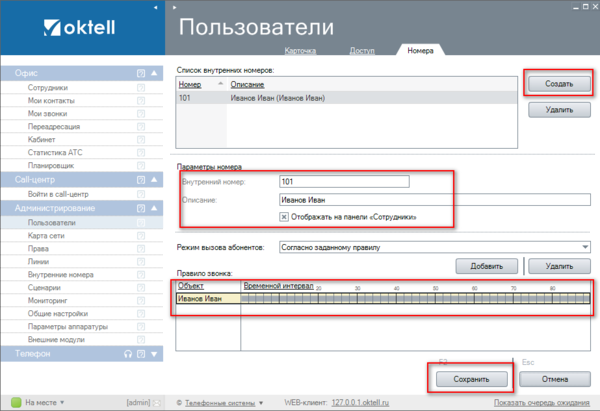 oktell
Пользователи
Карточка
Доступ
Номера
Офис
Сотрудники
Мои контакты
Мои звонки
Переадресация
Кабинет
Статистика АТС
Планировщик
Call-центр
Войти в call-центр
Администрирование
Пользователи
Карта сети
Права
Линии
Внутренние номера
Сценарии
Мониторинг
Общие настройки
Параметры аппаратуры
Внешние модули
Телефон
Список внутренних номеров:
Номер Описание
101 Иванов Иван (Иванов Иван)
Создать
Удалить
Параметры номера
Внутренний номер: 101
Описание: Иванов Иван
Отображать на панели «Сотрудники»
Режим вызова абонентов: Согласно заданному правилу
Добавить Удалить
Правило звонка:
Объект Временной интервал 20 30 40 50 60 70 80 90
Иванов Иван
F2 Esc
Сохранить Отмена
На месте [admin] © Телефонные системы WEB-клиент: 127.0.0.1.oktell.ru Показать очередь ожидания